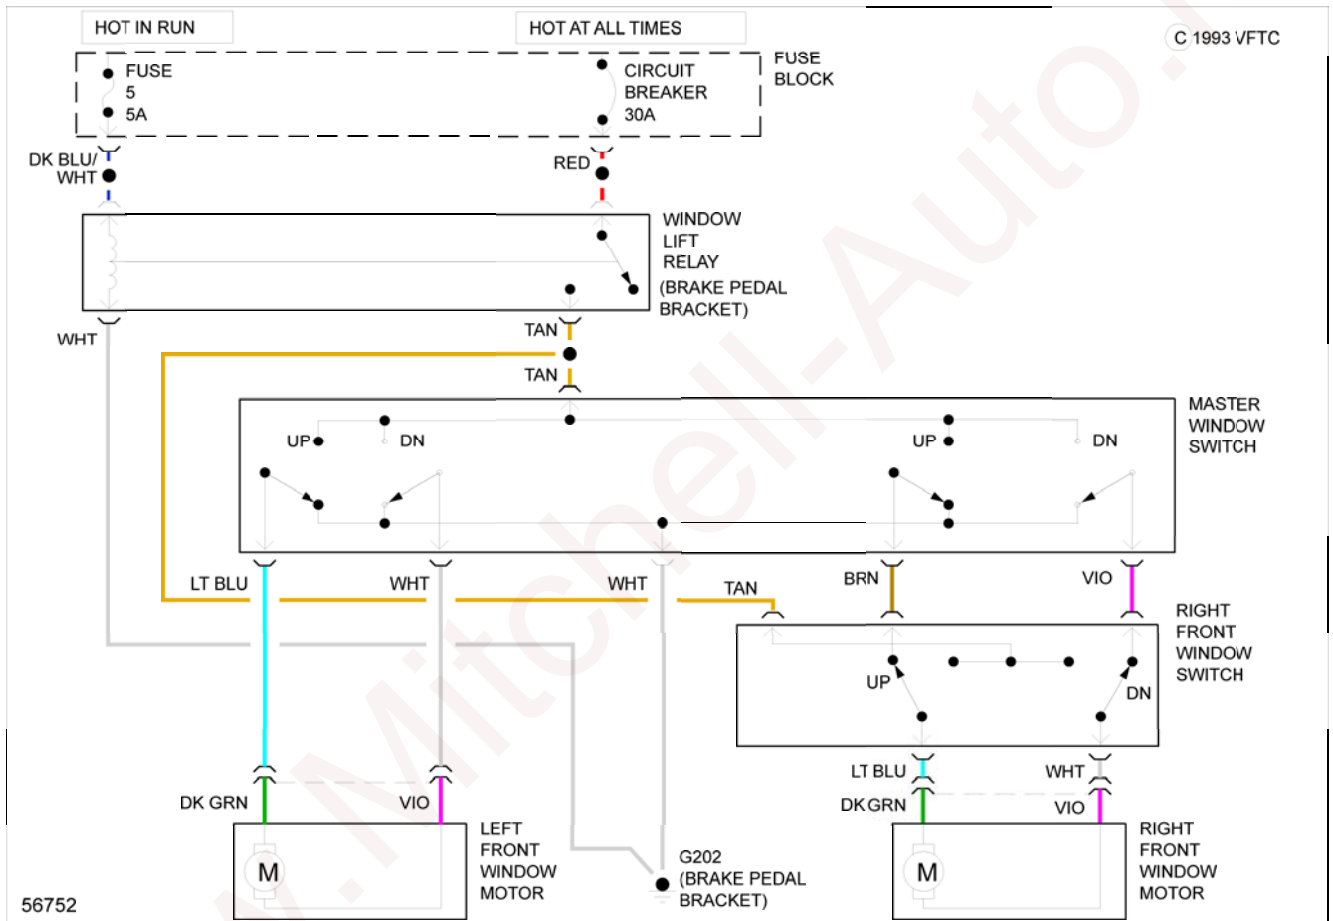 HOT IN RUN
HOT AT ALL TIMES
C 1993 VFTC
FUSE
5
5A
CIRCUIT
BREAKER
30A
FUSE
BLOCK
DK BLU/
WHT
RED
WINDOW
LIFT
RELAY
(BRAKE PEDAL
BRACKET)
WHT
TAN
TAN
MASTER
WINDOW
SWITCH
UP
DN
UP
DN
LT BLU
WHT
WHT
TAN
BRN
VIO
RIGHT
FRONT
WINDOW
SWITCH
UP
DN
LT BLU
WHT
DK GRN
VIO
DK GRN
VIO
LEFT
FRONT
WINDOW
MOTOR
M
G202
(BRAKE PEDAL
BRACKET)
M
RIGHT
FRONT
WINDOW
MOTOR
56752
w.Mitchell-Auto.